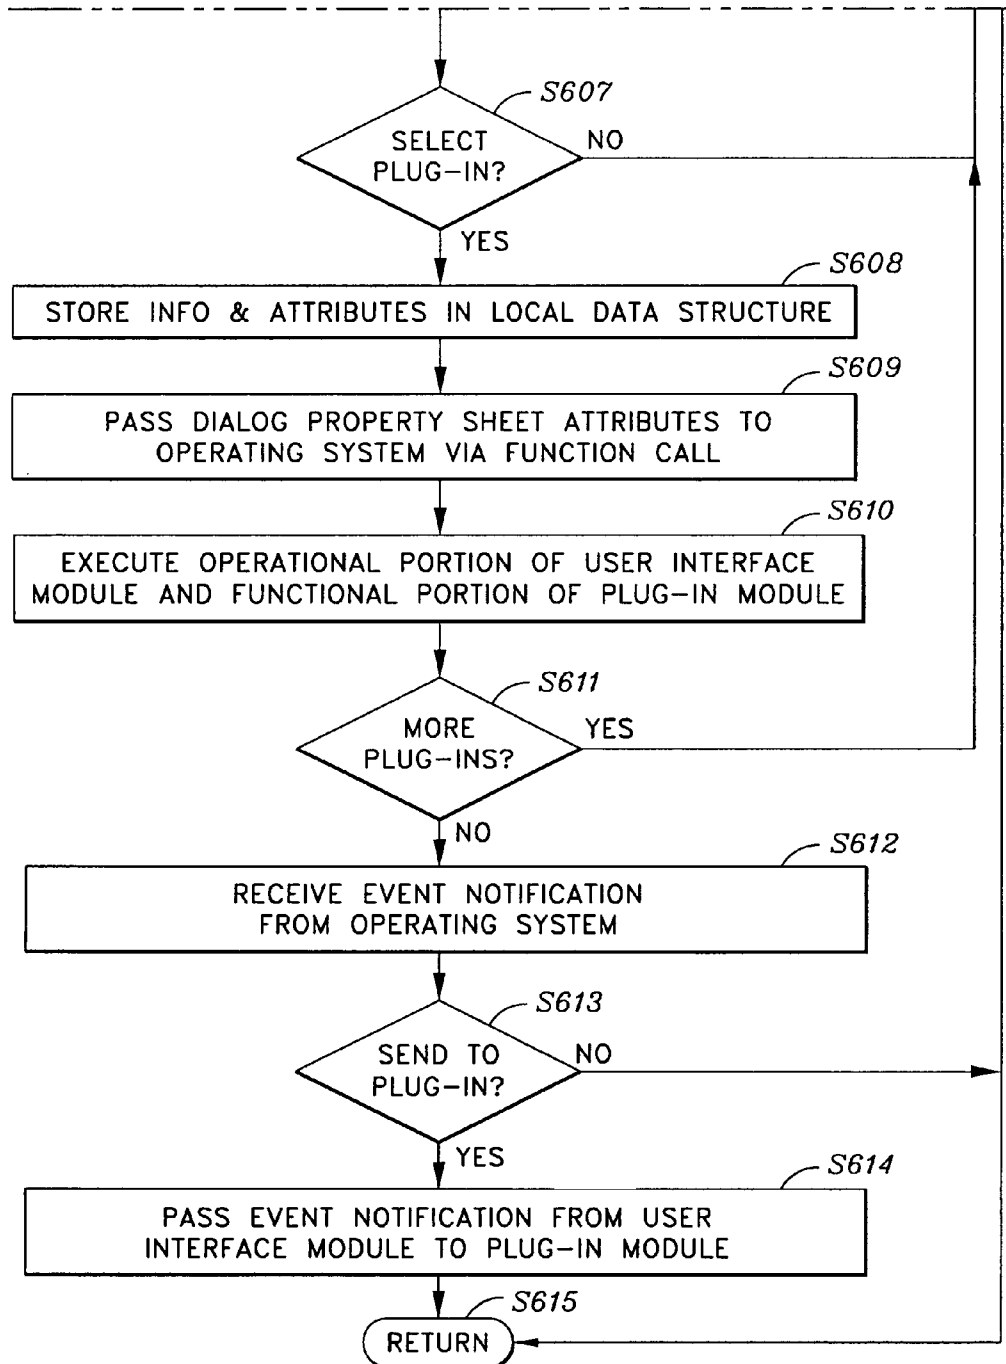 S607
SELECT
PLUG-IN?
NO
YES
S608
STORE INFO & ATTRIBUTES IN LOCAL DATA STRUCTURE
S609
PASS DIALOG PROPERTY SHEET ATTRIBUTES TO
OPERATING SYSTEM VIA FUNCTION CALL
S610
EXECUTE OPERATIONAL PORTION OF USER INTERFACE
MODULE AND FUNCTIONAL PORTION OF PLUG-IN MODULE
S611
MORE
PLUG-INS?
YES
NO
S612
RECEIVE EVENT NOTIFICATION
FROM OPERATING SYSTEM
S613
SEND TO
PLUG-IN?
NO
YES
S614
PASS EVENT NOTIFICATION FROM USER
INTERFACE MODULE TO PLUG-IN MODULE
S615
RETURN